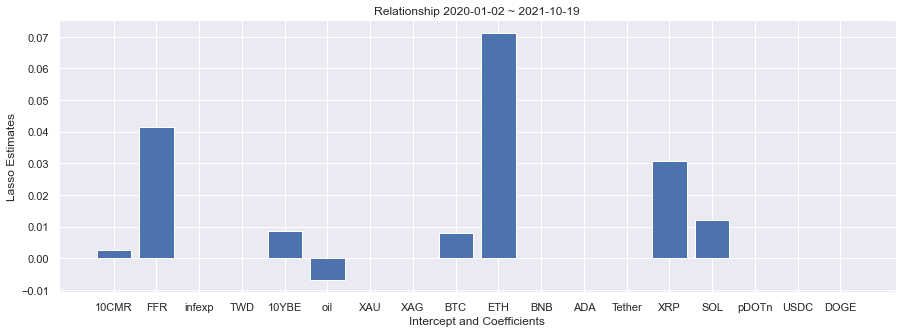 Relationship 2020-01-02 ~ 2021-10-19
Lasso Estimates
0.07
0.06
0.05
0.04
0.03
0.02
0.01
0.00
−0.01
10CMR FFR infexp TWD 10YBE oil XAU XAG BTC ETH BNB ADA Tether XRP SOL pDOTn USDC DOGE
Intercept and Coefficients